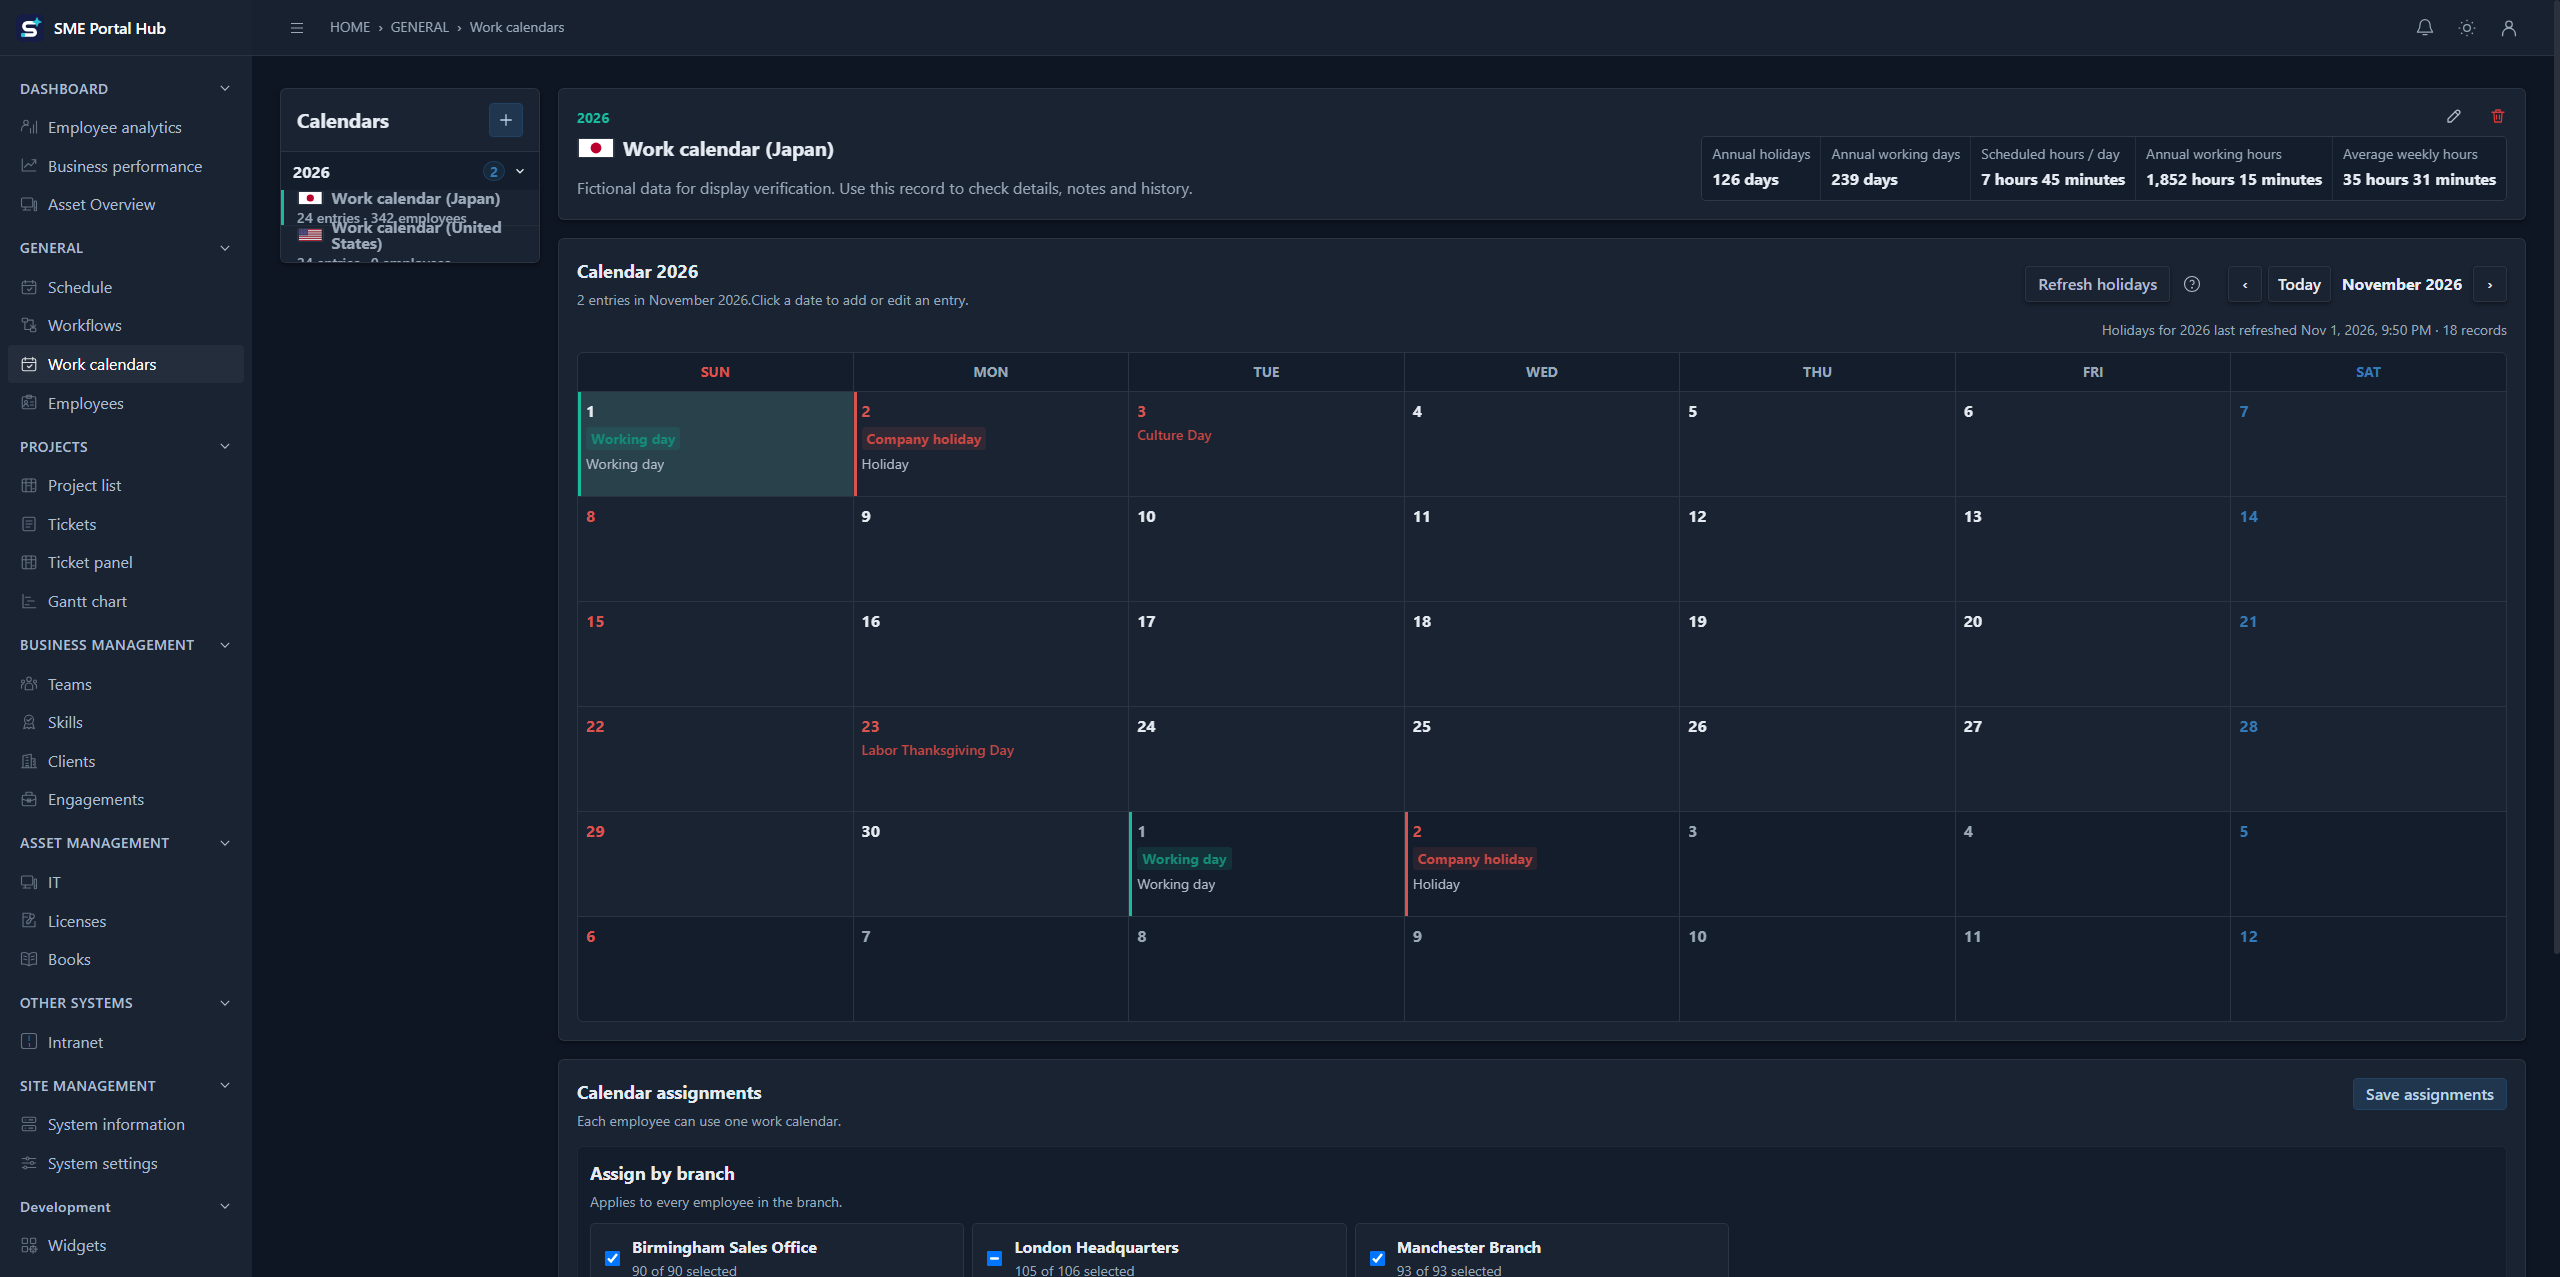 SME Portal Hub
HOME › GENERAL › Work calendars
DASHBOARD
Employee analytics
Business performance
Asset Overview
GENERAL
Schedule
Workflows
Work calendars
Employees
PROJECTS
Project list
Tickets
Ticket panel
Gantt chart
BUSINESS MANAGEMENT
Teams
Skills
Clients
Engagements
ASSET MANAGEMENT
IT
Licenses
Books
OTHER SYSTEMS
Intranet
SITE MANAGEMENT
System information
System settings
Development
Widgets
Calendars
+
2026
2
Work calendar (Japan)
24 entries · 342 employees
Work calendar (United
States)
24 entries · 0 employees
2026
Work calendar (Japan)
Fictional data for display verification. Use this record to check details, notes and history.
Annual holidays
126 days
Annual working days
239 days
Scheduled hours / day
7 hours 45 minutes
Annual working hours
1,852 hours 15 minutes
Average weekly hours
35 hours 31 minutes
Calendar 2026
2 entries in November 2026.Click a date to add or edit an entry.
Refresh holidays
?
‹
Today
November 2026
›
Holidays for 2026 last refreshed Nov 1, 2026, 9:50 PM · 18 records
SUN MON TUE WED THU FRI SAT
1 2 3 4 5 6 7
Working day Company holiday Culture Day
Working day Holiday
8 9 10 11 12 13 14
15 16 17 18 19 20 21
22 23 24 25 26 27 28
Labor Thanksgiving Day
29 30 1 2 3 4 5
Working day Company holiday
Working day Holiday
6 7 8 9 10 11 12
Calendar assignments
Each employee can use one work calendar.
Save assignments
Assign by branch
Applies to every employee in the branch.
Birmingham Sales Office
90 of 90 selected
London Headquarters
105 of 106 selected
Manchester Branch
93 of 93 selected